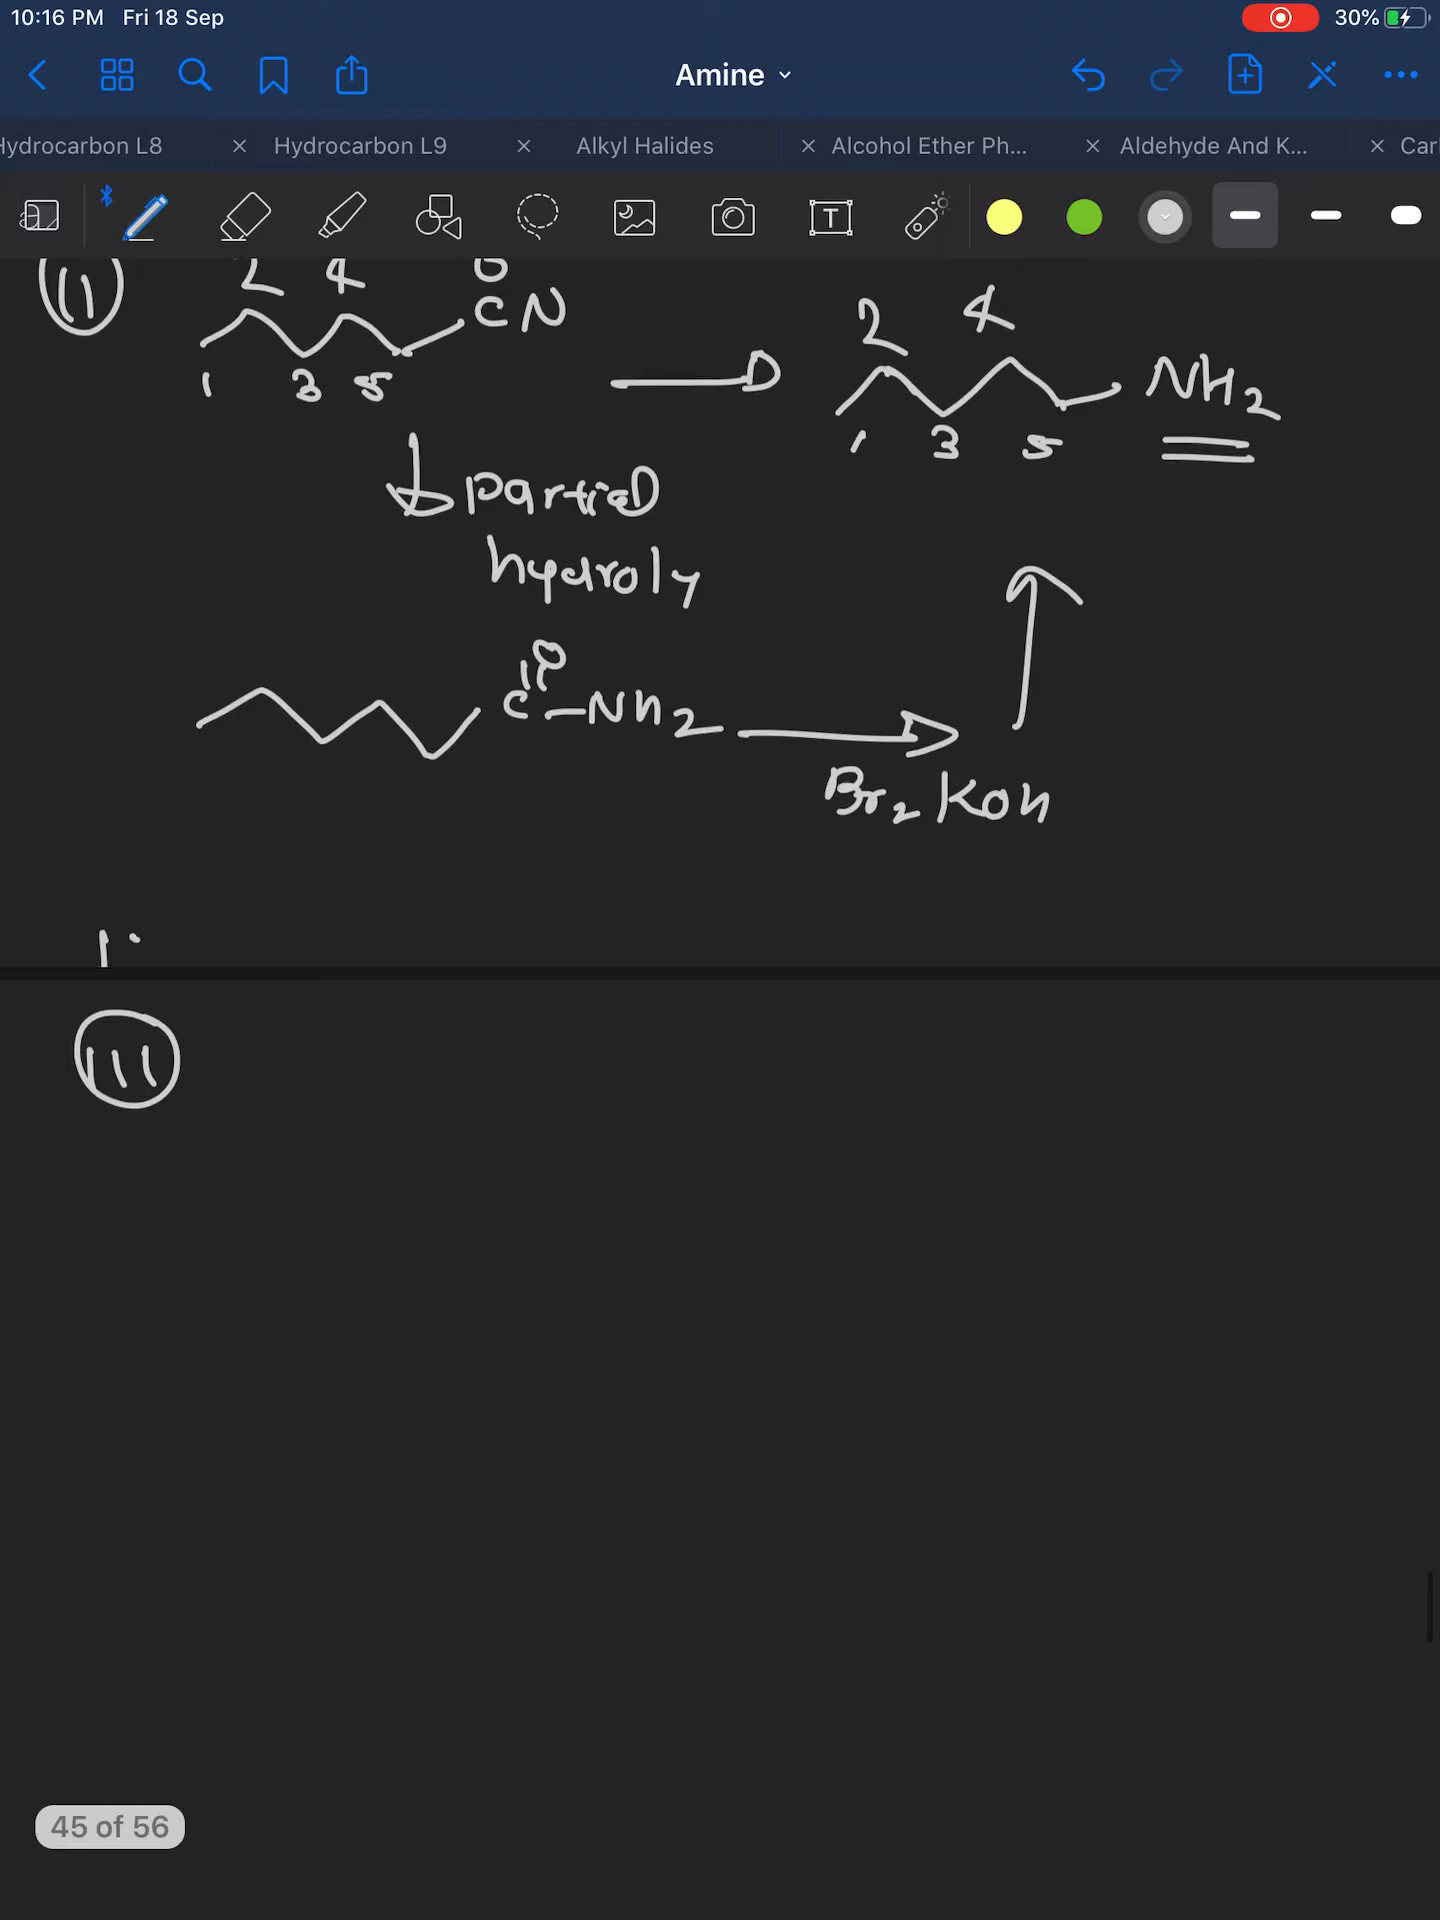 10:16 PM Fri 18 Sep
30%
Amine
Hydrocarbon L8 Hydrocarbon L9 Alkyl Halides Alcohol Ether Ph... Aldehyde And K... Car
T
II
2 4 6
CN
1 3 5
2 4
NH2
1 3 5
partial
hydroly
O
C-Nh2
Br2 Koh
III
45 of 56